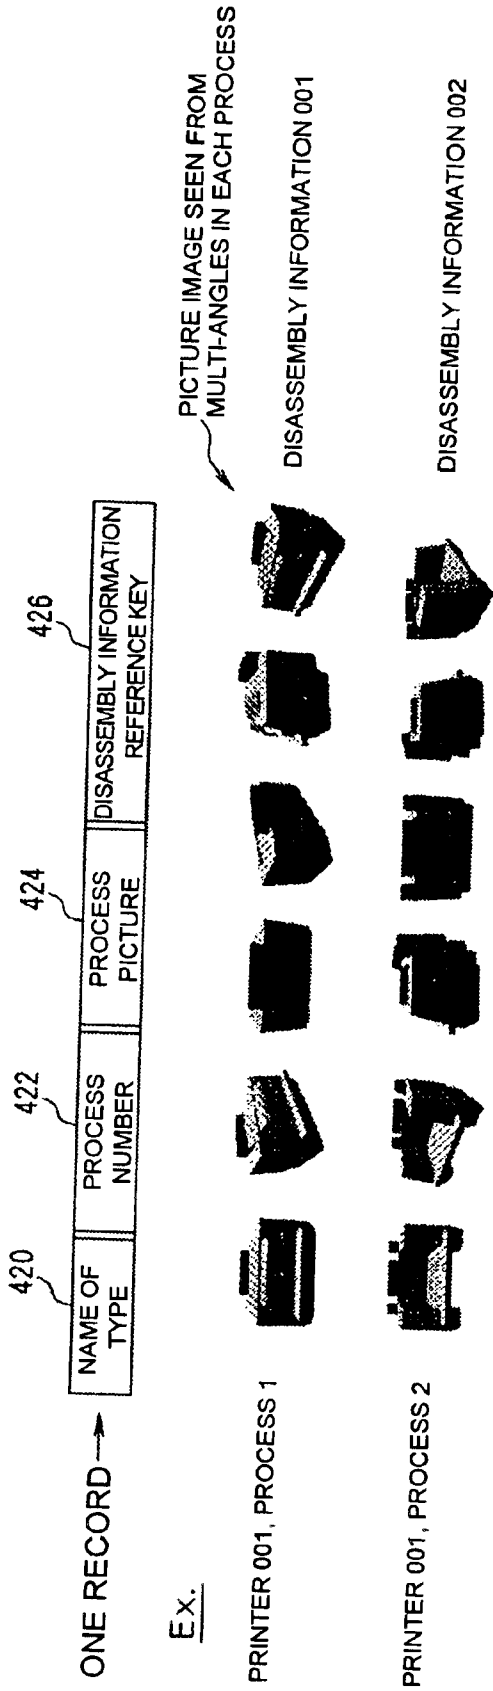 420
422
424
426
ONE RECORD
NAME OF
TYPE
PROCESS
NUMBER
PROCESS
PICTURE
DISASSEMBLY INFORMATION
REFERENCE KEY
PICTURE IMAGE SEEN FROM
MULTI-ANGLES IN EACH PROCESS
Ex.
PRINTER 001, PROCESS 1
DISASSEMBLY INFORMATION 001
PRINTER 001, PROCESS 2
DISASSEMBLY INFORMATION 002